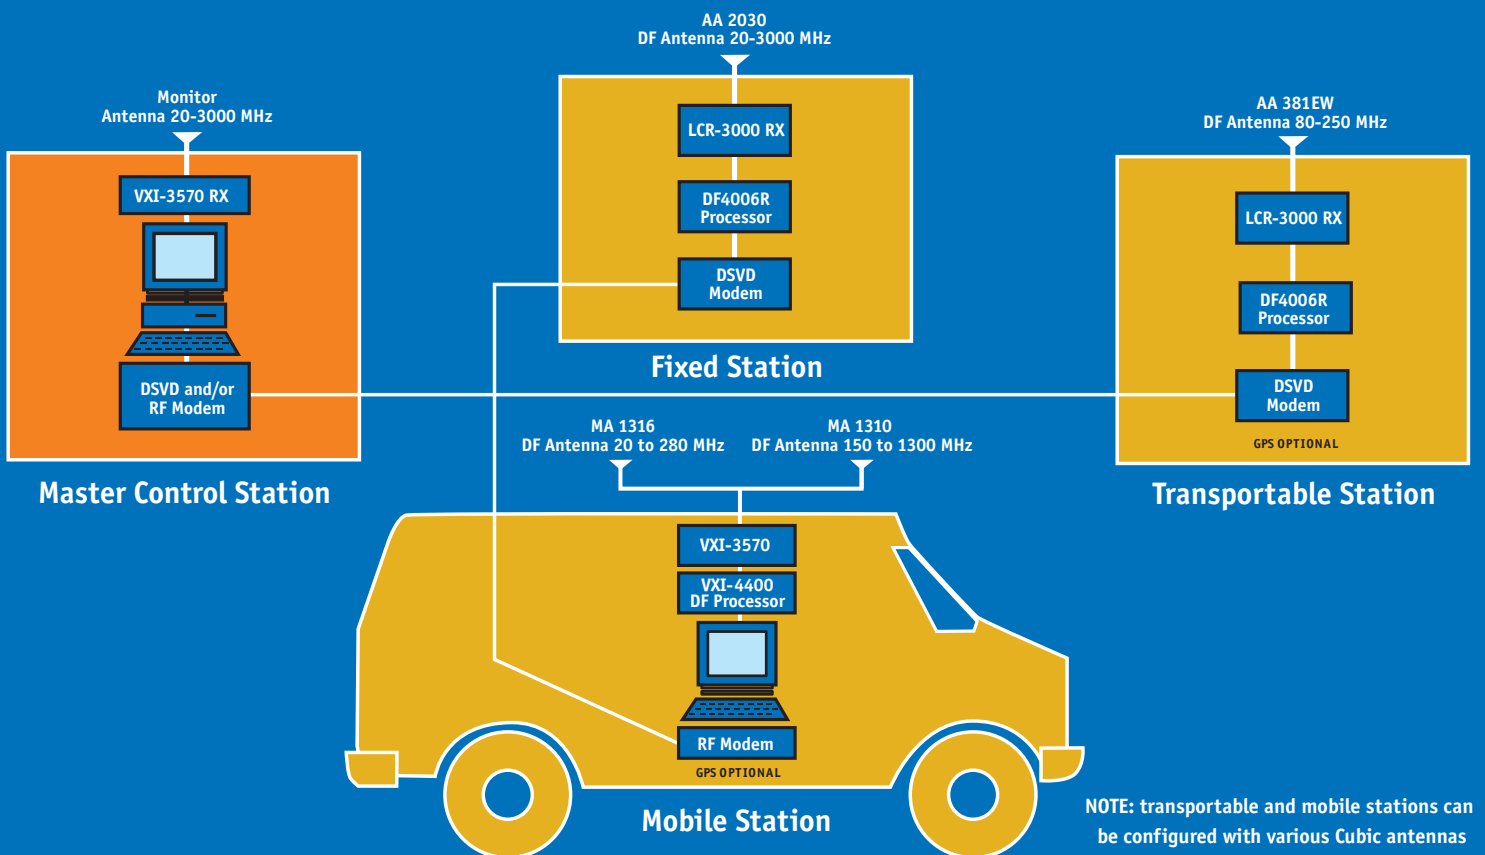 AA 2030
DF Antenna 20-3000 MHz
Monitor
Antenna 20-3000 MHz
AA 381EW
DF Antenna 80-250 MHz
VXI-3570 RX
DSVD and/or
RF Modem
Master Control Station
LCR-3000 RX
DF4006R
Processor
DSVD
Modem
Fixed Station
LCR-3000 RX
DF4006R
Processor
DSVD
Modem
GPS OPTIONAL
Transportable Station
MA 1316
DF Antenna 20 to 280 MHz
MA 1310
DF Antenna 150 to 1300 MHz
VXI-3570
VXI-4400
DF Processor
RF Modem
GPS OPTIONAL
Mobile Station
NOTE: transportable and mobile stations can
be configured with various Cubic antennas